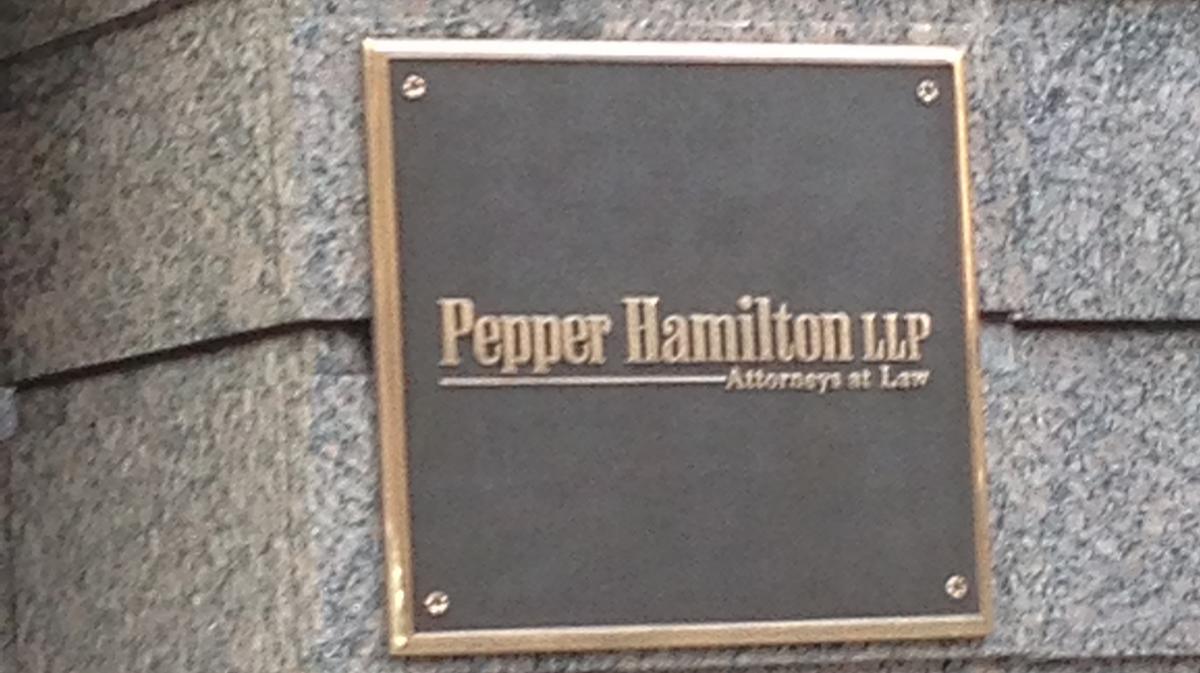 Pepper Hamilton LLP
Attorneys at Law